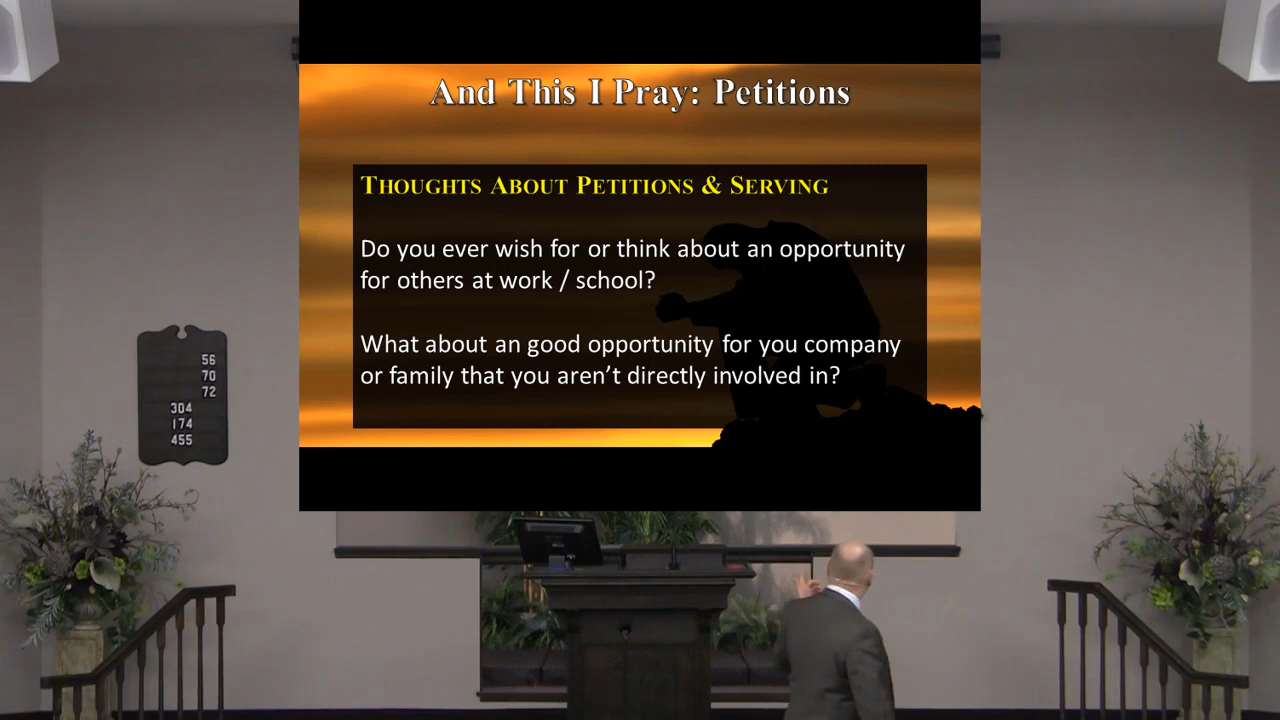 And This I Pray: Petitions
THOUGHTS ABOUT PETITIONS & SERVING
Do you ever wish for or think about an opportunity
for others at work / school?
What about an good opportunity for you company
or family that you aren't directly involved in?
56
70
72
304
174
455